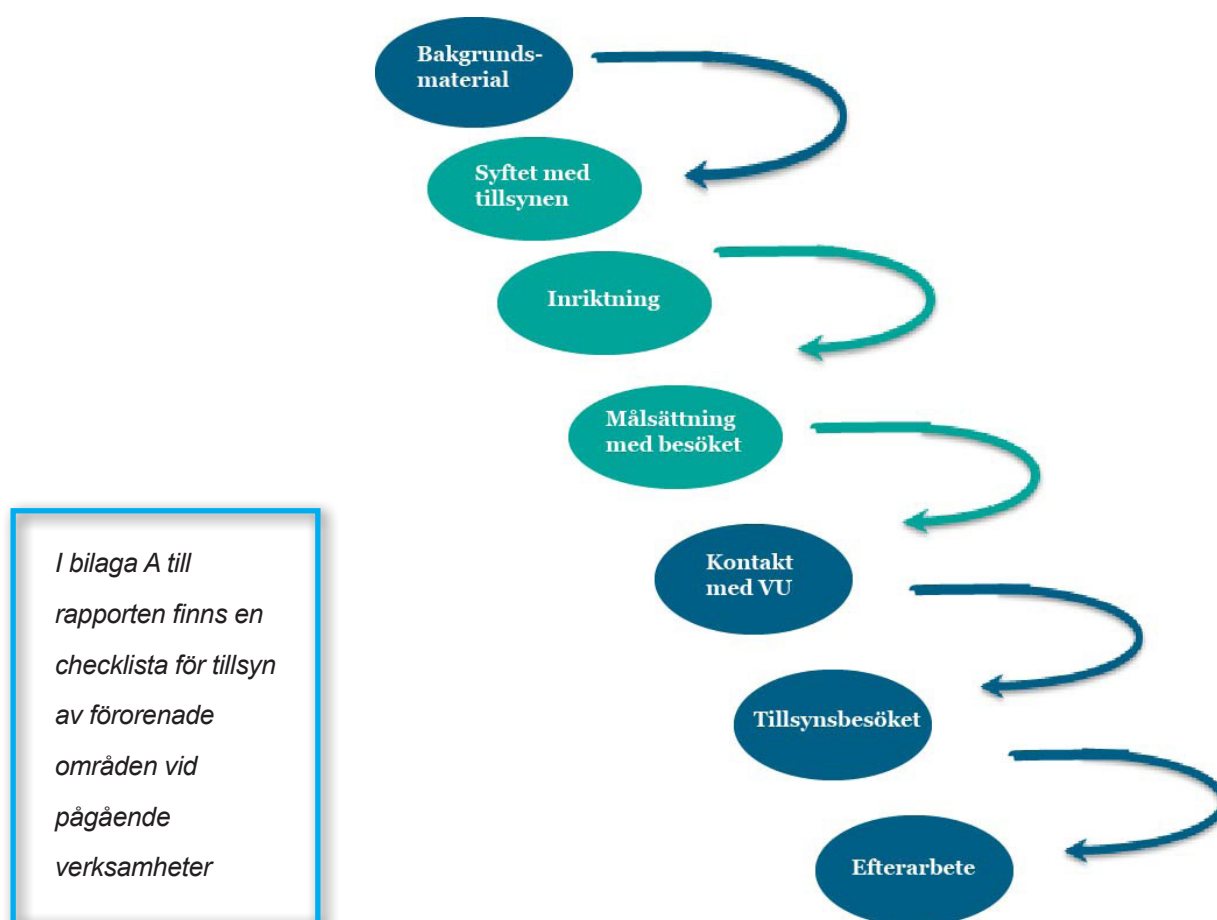 Bakgrunds-
material
Syftet med
tillsynen
Inriktning
Målsättning
med besöket
Kontakt
med VU
Tillsynsbesöket
Efterarbete
I bilaga A till
rapporten finns en
checklista för tillsyn
av förorenade
områden vid
pågående
verksamheter